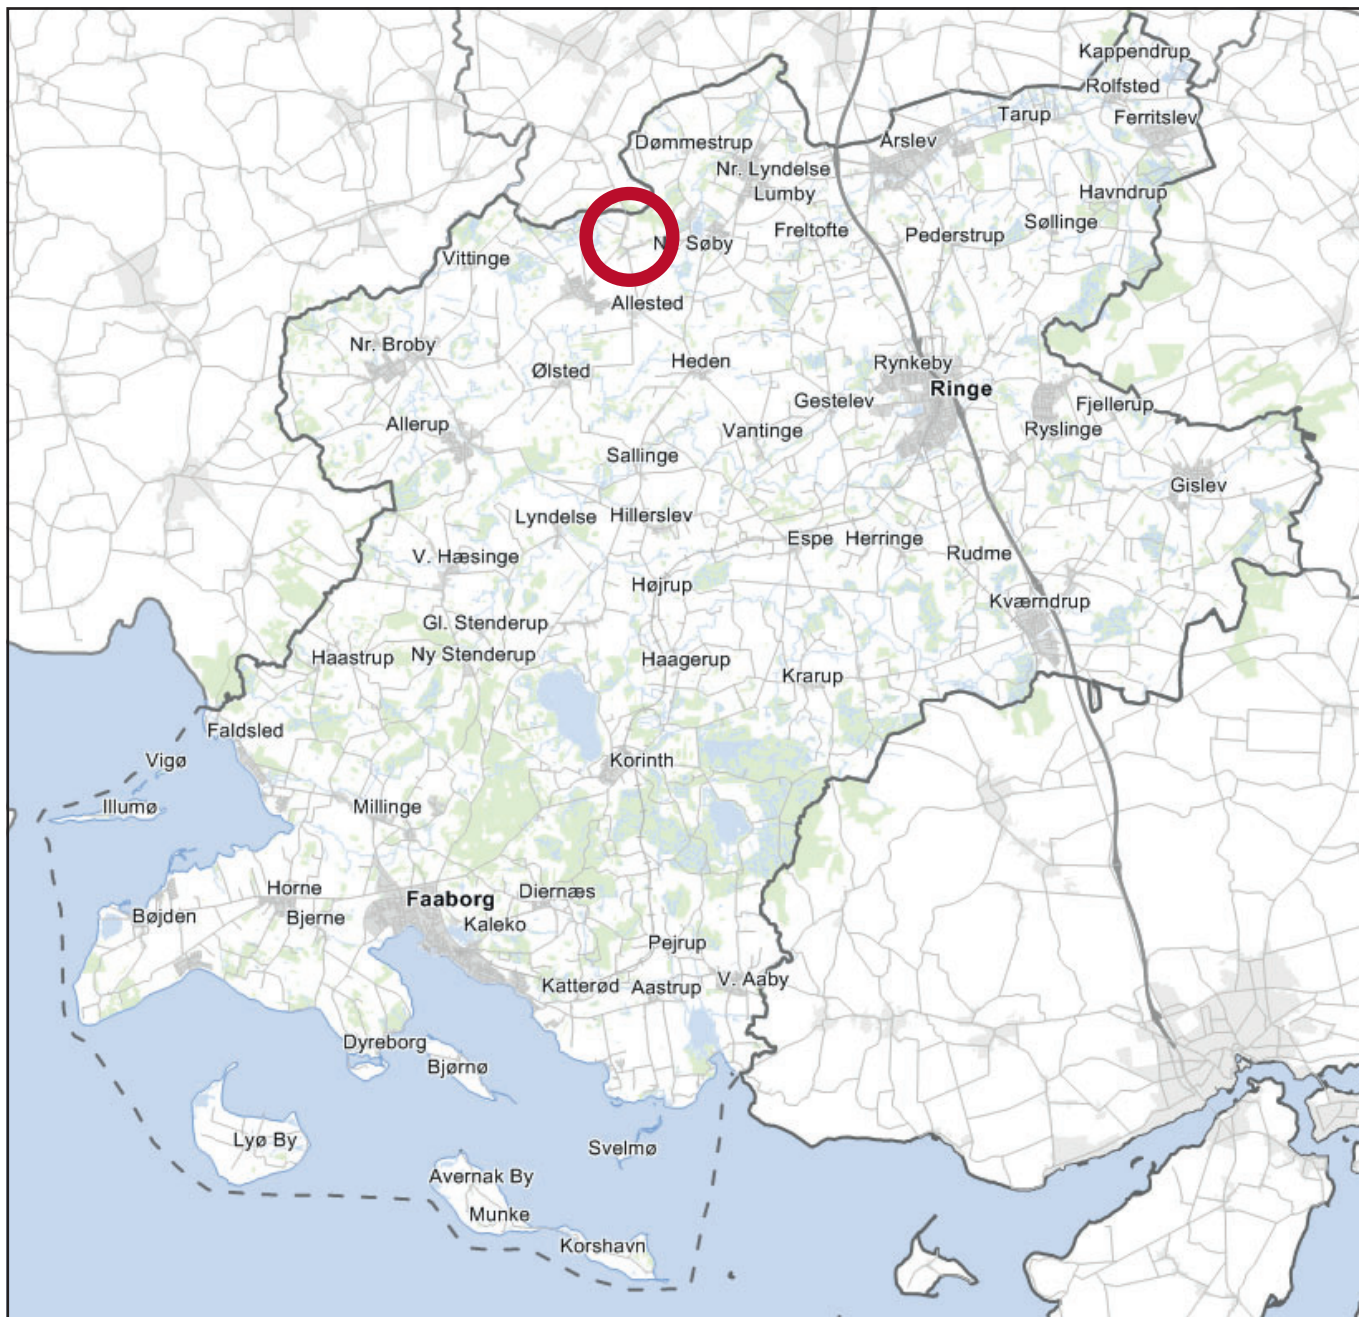 Kappendrup
Rolfsted
Tarup
Ferritslev
Dømmestrup
Årslev
Nr. Lyndelse
Lumby
Havndrup
Søllinge
Freltofte
Pederstrup
Søby
Vittinge
Allested
Nr. Broby
Heden
Rynkeby
Ølsted
Ringe
Gestelev
Fjellerup
Allerup
Vantinge
Ryslinge
Sallinge
Gislev
Lyndelse
Hillerslev
Espe
Herringe
Rudme
V. Hæsinge
Højrup
Kværndrup
Gl. Stenderup
Haastrup
Ny Stenderup
Haagerup
Krarup
Faldsled
Vigø
Korinth
Illumø
Millinge
Horne
Diernæs
Faaborg
Bøjden
Bjerne
Kaleko
Pejrup
Katterød
Aastrup
V. Aaby
Dyreborg
Bjørnø
Lyø By
Svelmø
Avernak By
Munke
Korshavn